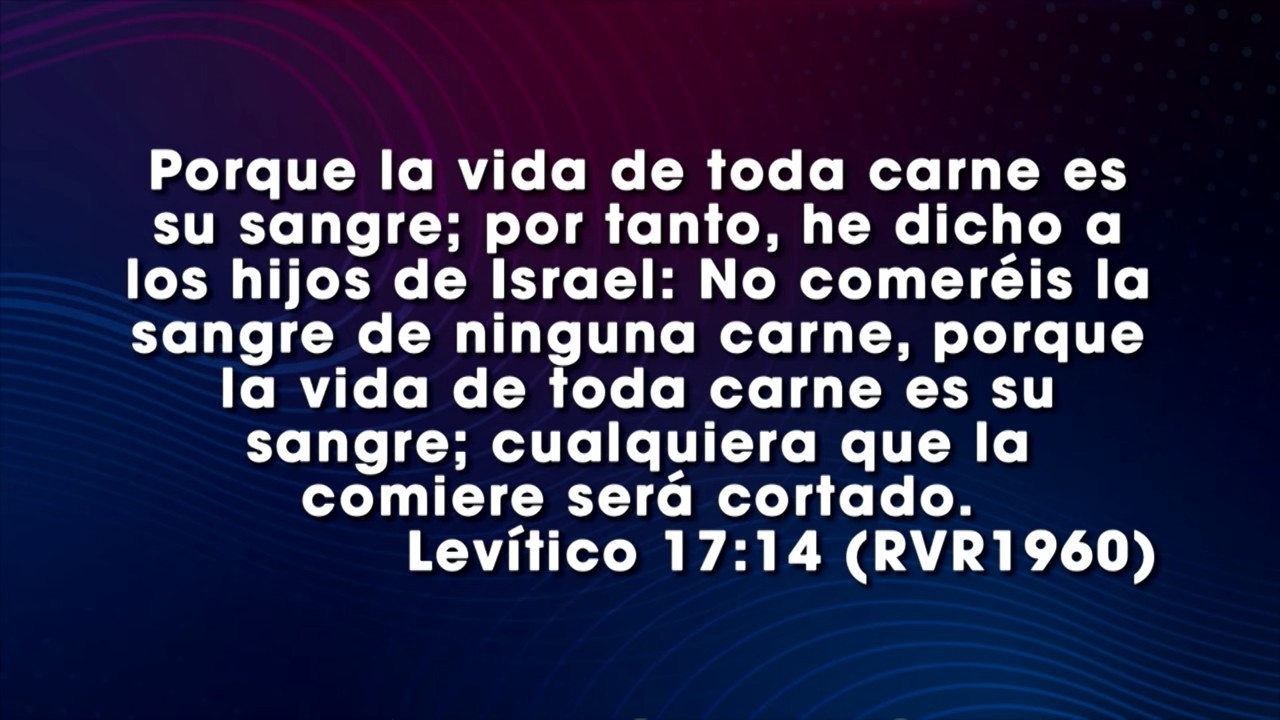 Porque la vida de toda carne es
su sangre; por tanto, he dicho a
los hijos de Israel: No comeréis la
sangre de ninguna carne, porque
la vida de toda carne es su
sangre; cualquiera que la
comiere será cortado.
Levítico 17:14 (RVR1960)